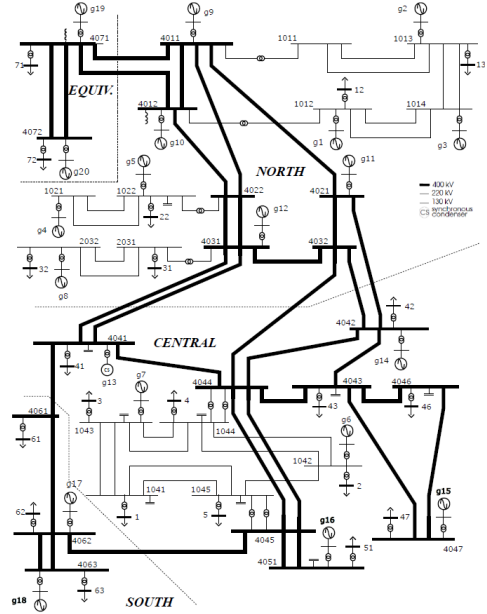 g19
g9
g2
4071
4011
1011
1013
71
EQUIV.
12
13
4012
1012
1014
4072
g10
g1
g3
72
g20
g5
NORTH
g11
1021
1022
4022
4021
400 kV
220 kV
130 kV
CS synchronous condenser
g4
22
g12
2032
2031
4031
4032
32
g8
31
42
4041
CENTRAL
4042
41
g13
CS
g7
g14
3
4
4044
4043
4046
4061
43
g6
46
1043
1044
61
1042
g17
1041
1045
2
62
1
5
g16
47
g15
4062
4045
51
4063
4051
4047
g18
63
SOUTH